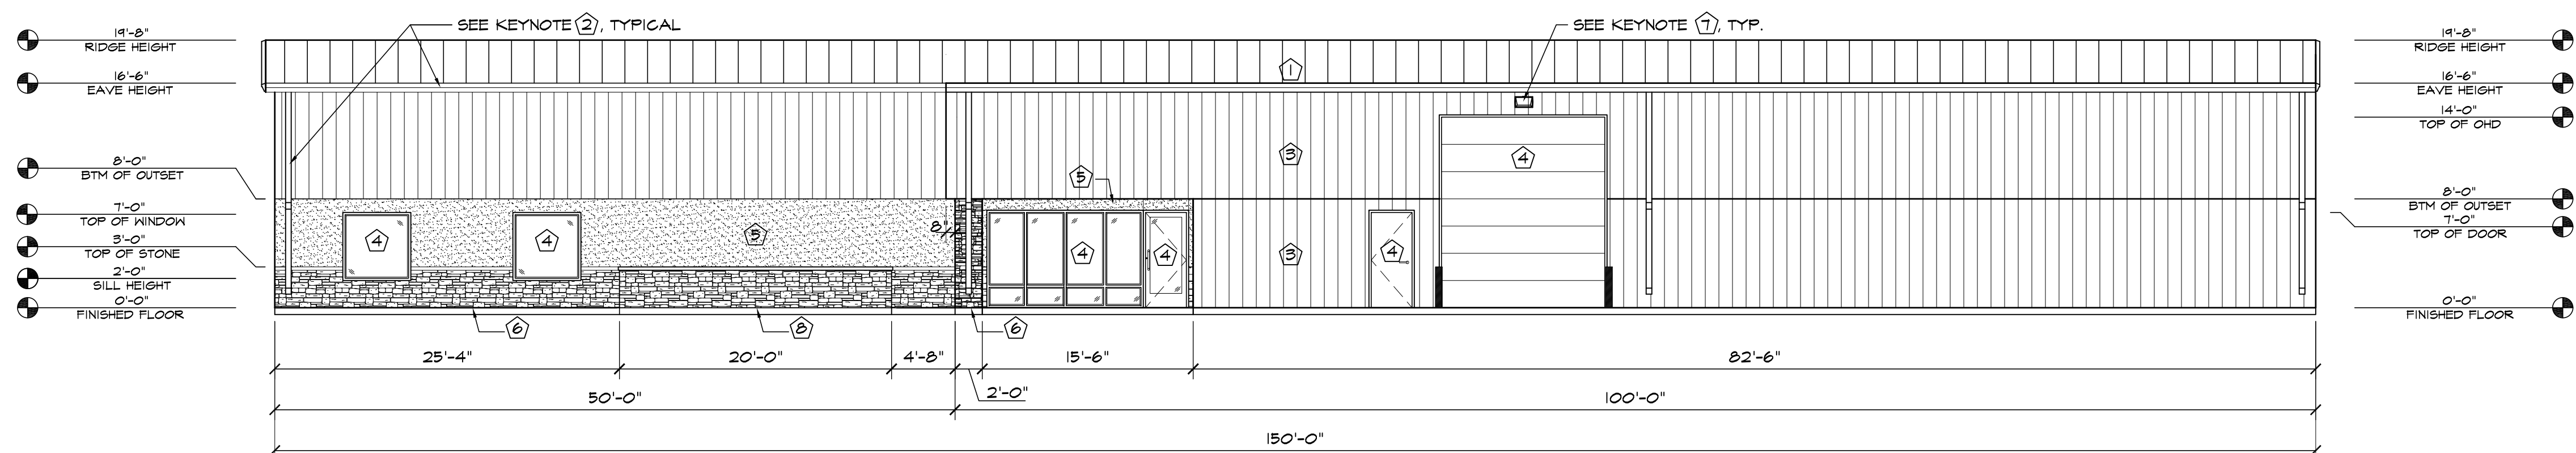 SEE KEYNOTE 2, TYPICAL
SEE KEYNOTE 7, TYP.
19'-8"
RIDGE HEIGHT
16'-6"
EAVE HEIGHT
8'-0"
BTM OF OUTSET
7'-0"
TOP OF WINDOW
3'-0"
TOP OF STONE
2'-0"
SILL HEIGHT
0'-0"
FINISHED FLOOR
1
3
4
5
4
4
5
8"
4
4
3
4
6
8
6
19'-8"
RIDGE HEIGHT
16'-6"
EAVE HEIGHT
14'-0"
TOP OF OHD
8'-0"
BTM OF OUTSET
7'-0"
TOP OF DOOR
0'-0"
FINISHED FLOOR
25'-4"
20'-0"
4'-8"
15'-6"
82'-6"
2'-0"
50'-0"
100'-0"
150'-0"